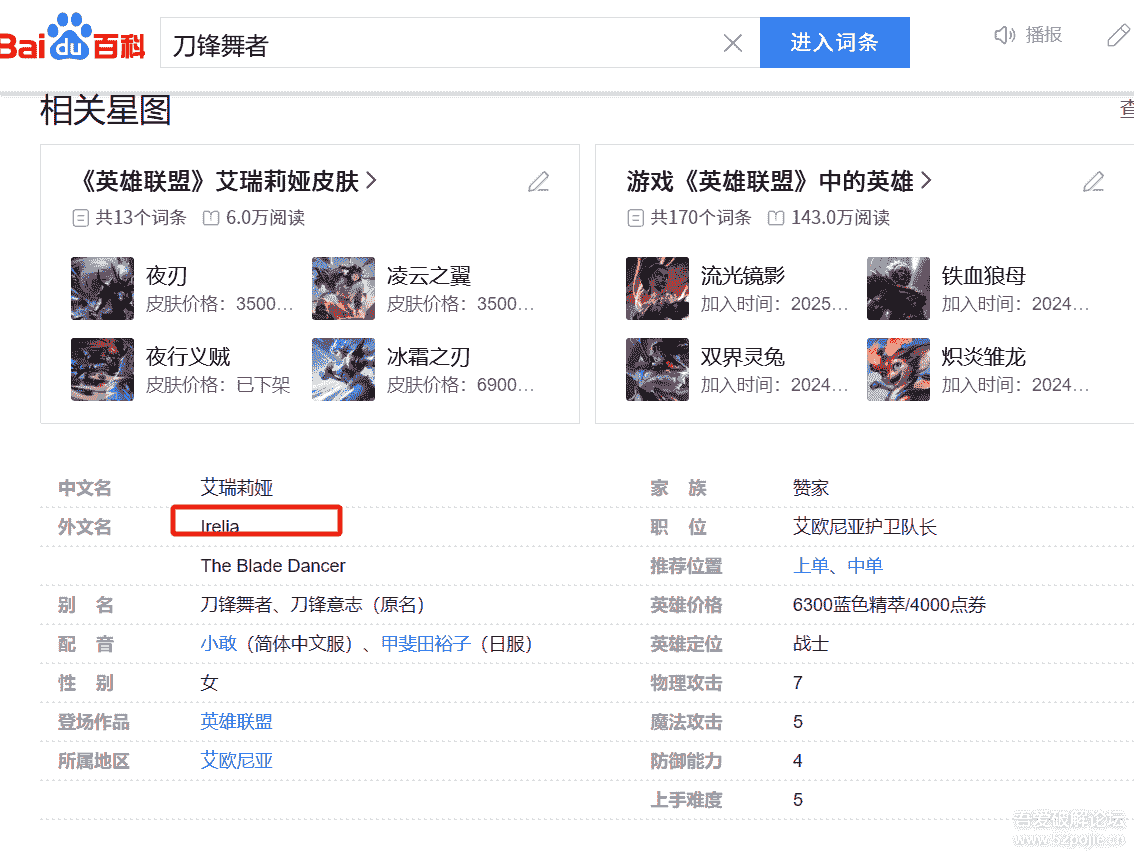 Bai du 百科
刀锋舞者
进入词条
播报
相关星图
查
《英雄联盟》艾瑞莉娅皮肤
共13个词条 6.0万阅读
夜刃
皮肤价格：3500…
凌云之翼
皮肤价格：3500…
夜行义贼
皮肤价格：已下架
冰霜之刃
皮肤价格：6900…
游戏《英雄联盟》中的英雄
共170个词条 143.0万阅读
流光镜影
加入时间：2025…
铁血狼母
加入时间：2024…
双界灵兔
加入时间：2024…
炽炎雏龙
加入时间：2024…
中文名 艾瑞莉娅
外文名 Irelia
The Blade Dancer
别名 刀锋舞者、刀锋意志（原名）
配音 小敢（简体中文服）、甲斐田裕子（日服）
性别 女
登场作品 英雄联盟
所属地区 艾欧尼亚
家族 赞家
职位 艾欧尼亚护卫队长
推荐位置 上单、中单
英雄价格 6300蓝色精萃/4000点券
英雄定位 战士
物理攻击 7
魔法攻击 5
防御能力 4
上手难度 5
吾爱破解论坛
www.52pojie.cn